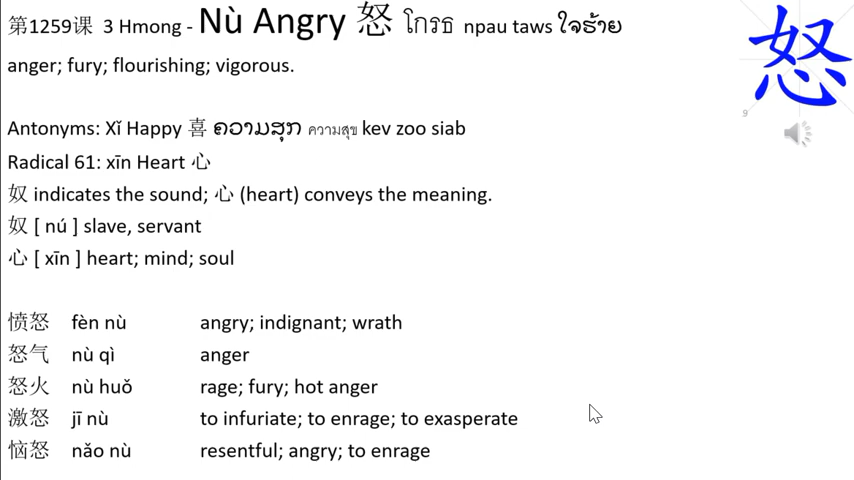 第1259课 3 Hmong - Nù Angry 怒 โกรธ npau taws ใຈຮ້າຍ
anger; fury; flourishing; vigorous.
Antonyms: Xǐ Happy 喜 ຄວາມສຸກ ความสุข kev zoo siab
Radical 61: xīn Heart 心
奴 indicates the sound; 心 (heart) conveys the meaning.
奴 [ nú ] slave, servant
心 [ xīn ] heart; mind; soul
愤怒 fèn nù angry; indignant; wrath
怒气 nù qì anger
怒火 nù huǒ rage; fury; hot anger
激怒 jī nù to infuriate; to enrage; to exasperate
恼怒 nǎo nù resentful; angry; to enrage
怒
9